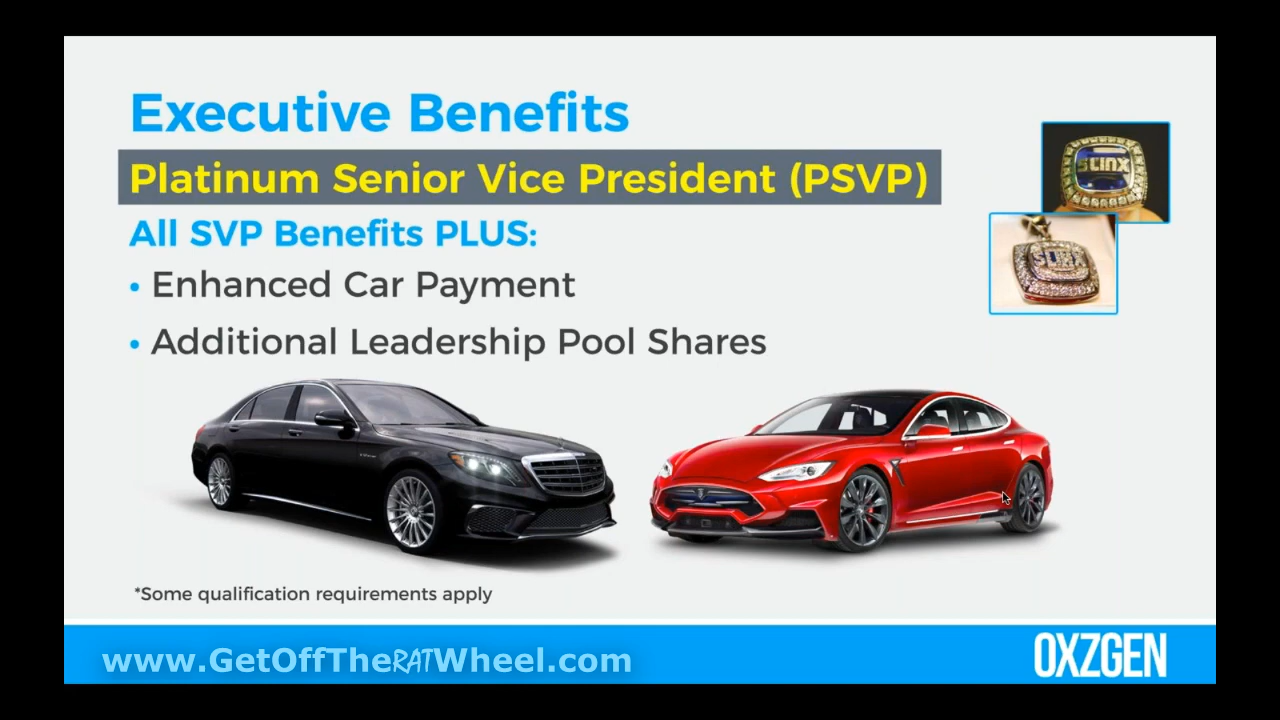 Executive Benefits
Platinum Senior Vice President (PSVP)
All SVP Benefits PLUS:
• Enhanced Car Payment
• Additional Leadership Pool Shares
*Some qualification requirements apply
www.GetOffTheRATWheel.com
OXZGEN